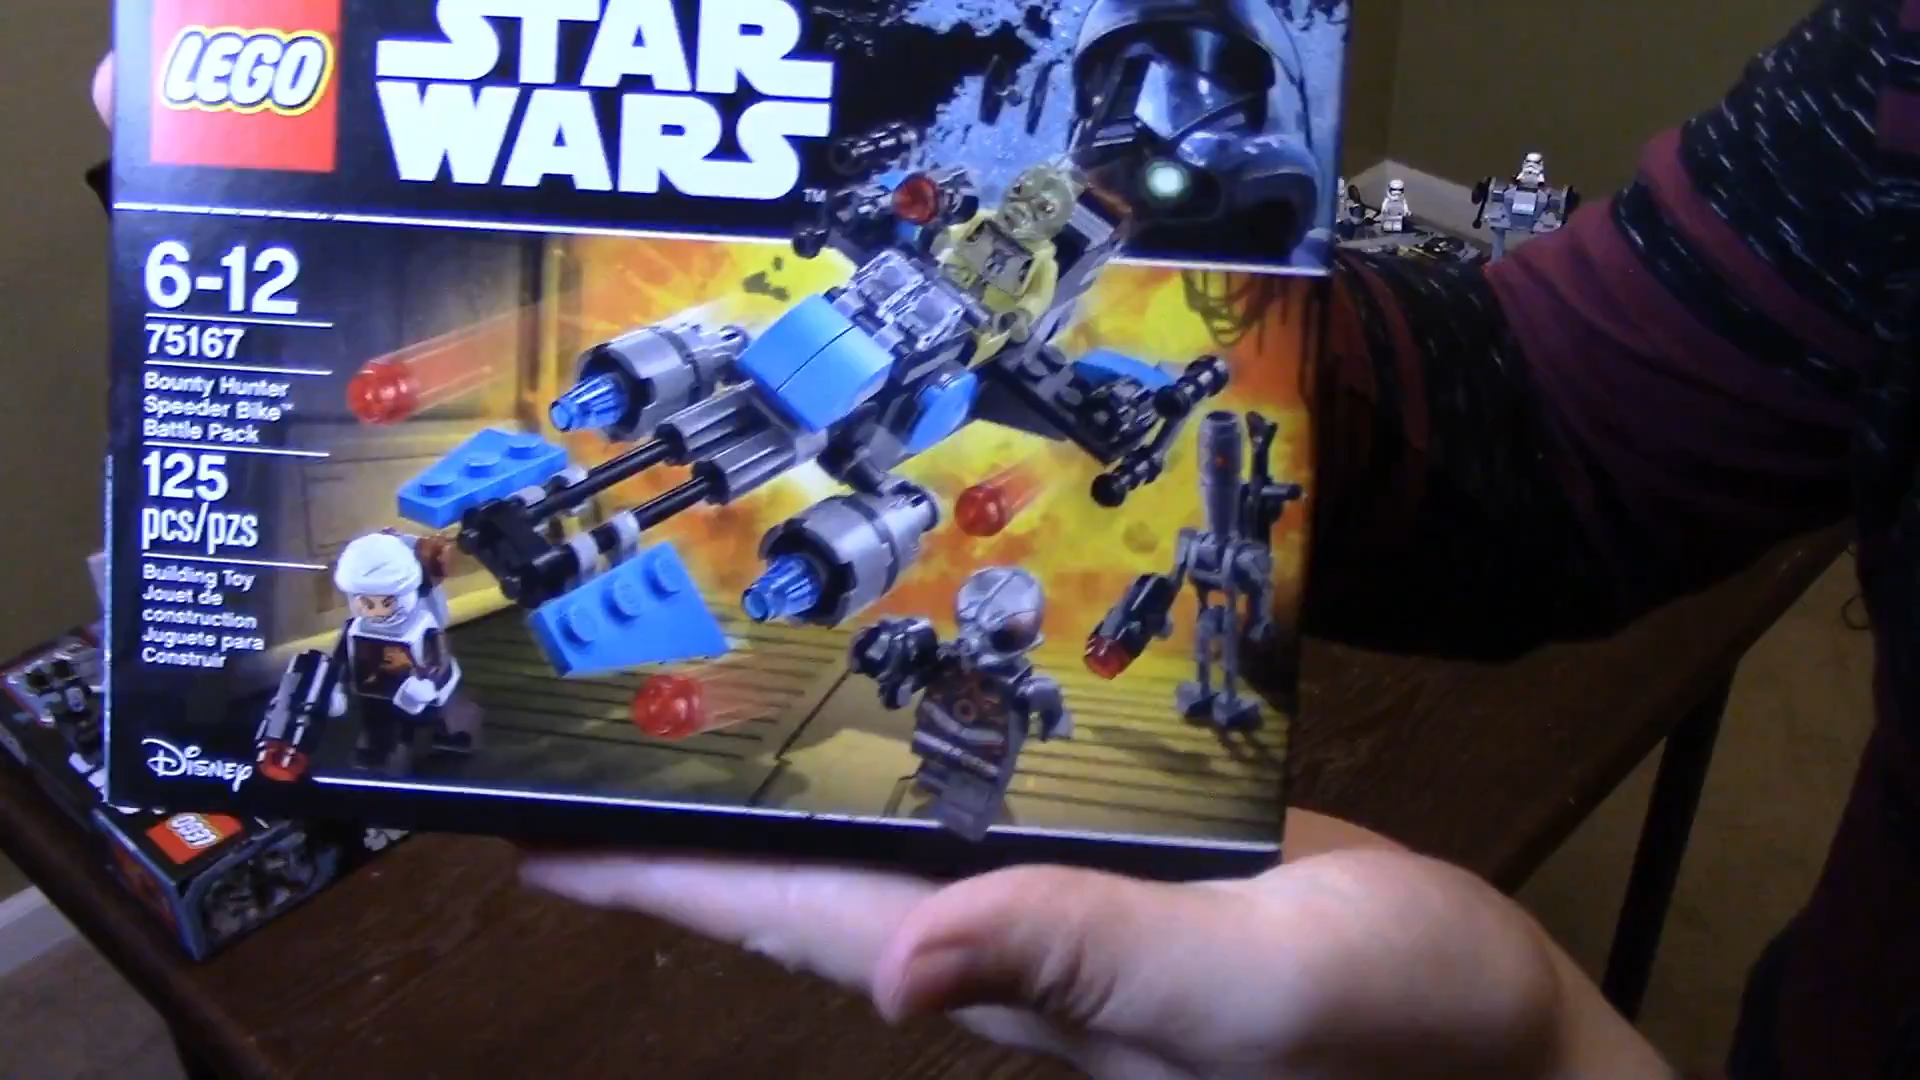 LEGO
STAR
WARS
TM
6-12
75167
Bounty Hunter
Speeder Bike™
Battle Pack
125
pcs/pzs
Building Toy
Jouet de
construction
Juguete para
Construir
Disney
LEGO